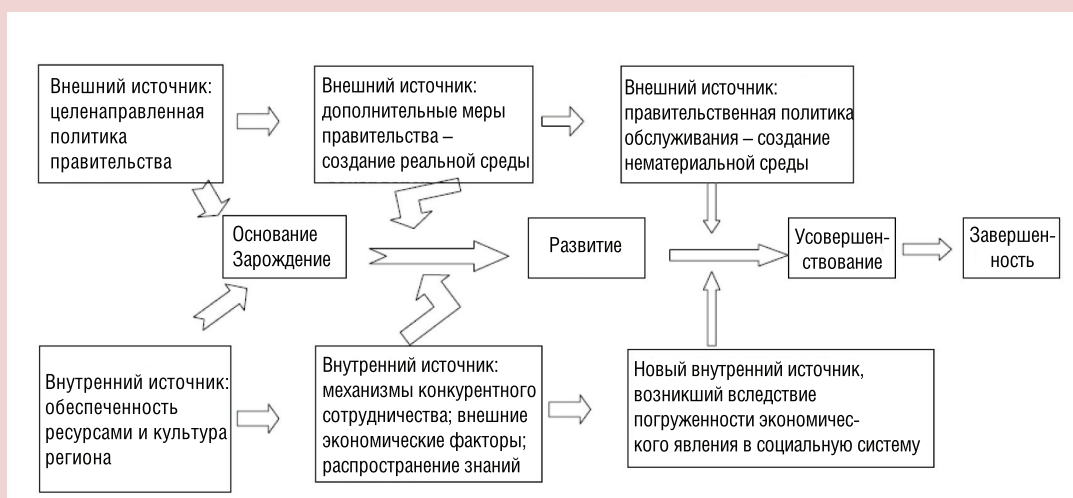 Внешний источник:
целенаправленная
политика
правительства
Внешний источник:
дополнительные меры
правительства –
создание реальной среды
Внешний источник:
правительственная политика
обслуживания – создание
нематериальной среды
Основание
Зарождение
Развитие
Усовершен-
ствование
Завершен-
ность
Внутренний источник:
обеспеченность
ресурсами и культура
региона
Внутренний источник:
механизмы конкурентного
сотрудничества; внешние
экономические факторы;
распространение знаний
Новый внутренний источник,
возникший вследствие
погруженности экономичес-
кого явления в социальную систему